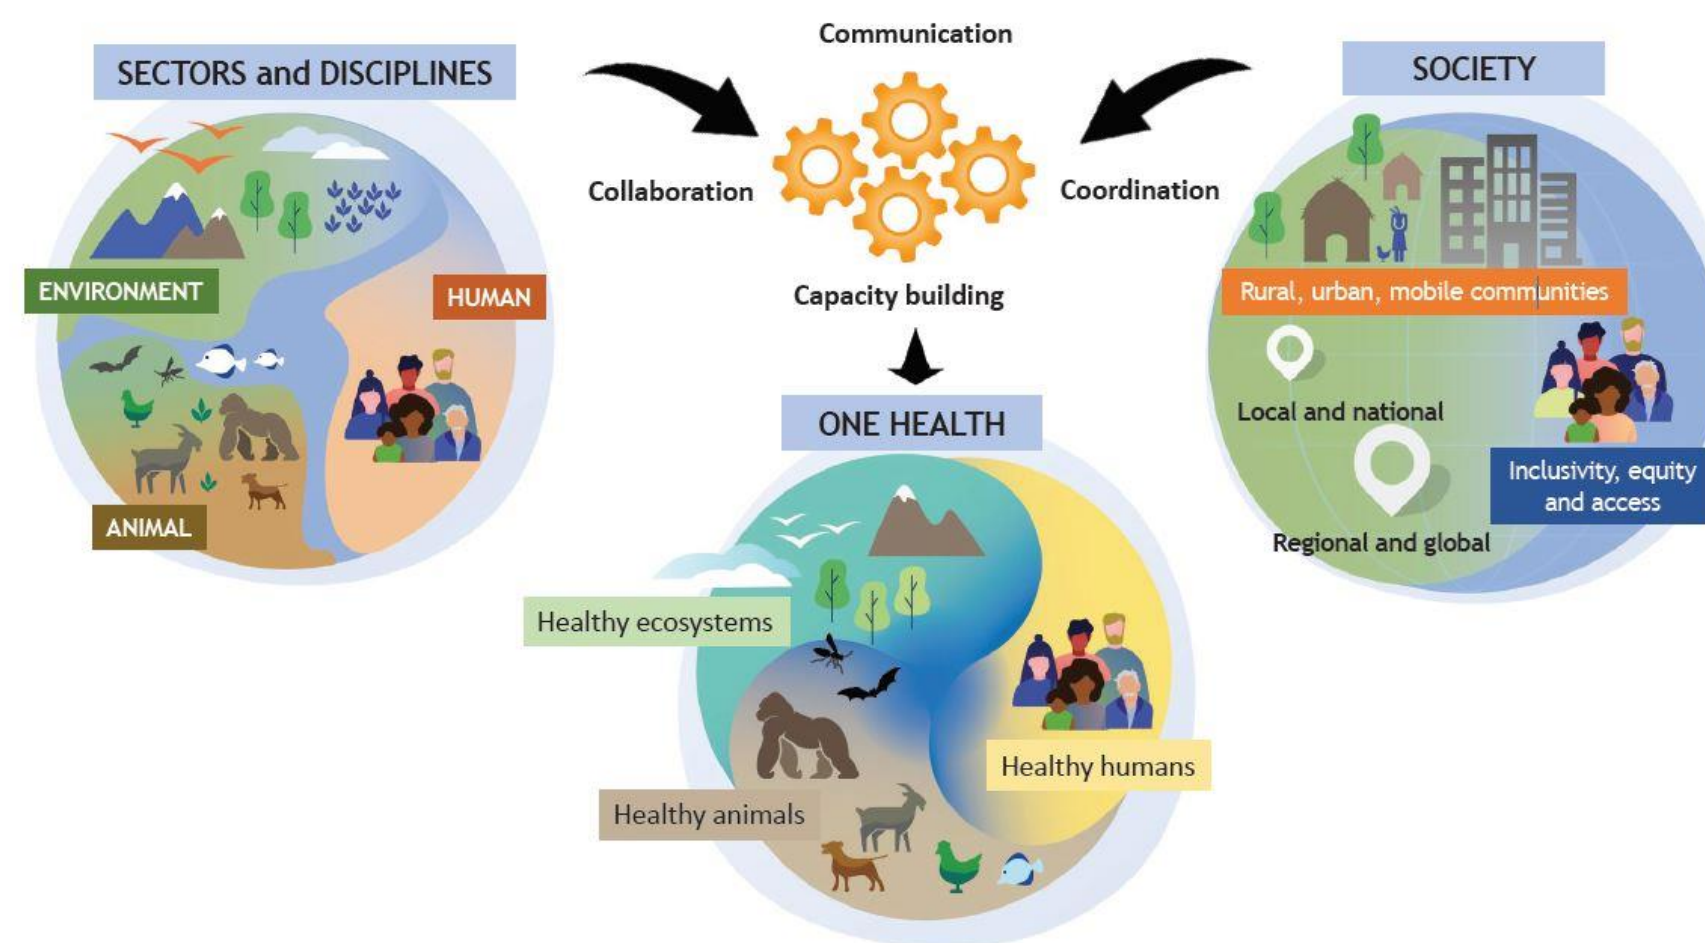 SECTORS and DISCIPLINES
Communication
SOCIETY
Collaboration
Coordination
ENVIRONMENT
HUMAN
Capacity building
Rural, urban, mobile communities
ANIMAL
ONE HEALTH
Local and national
Inclusivity, equity
and access
Regional and global
Healthy ecosystems
Healthy humans
Healthy animals